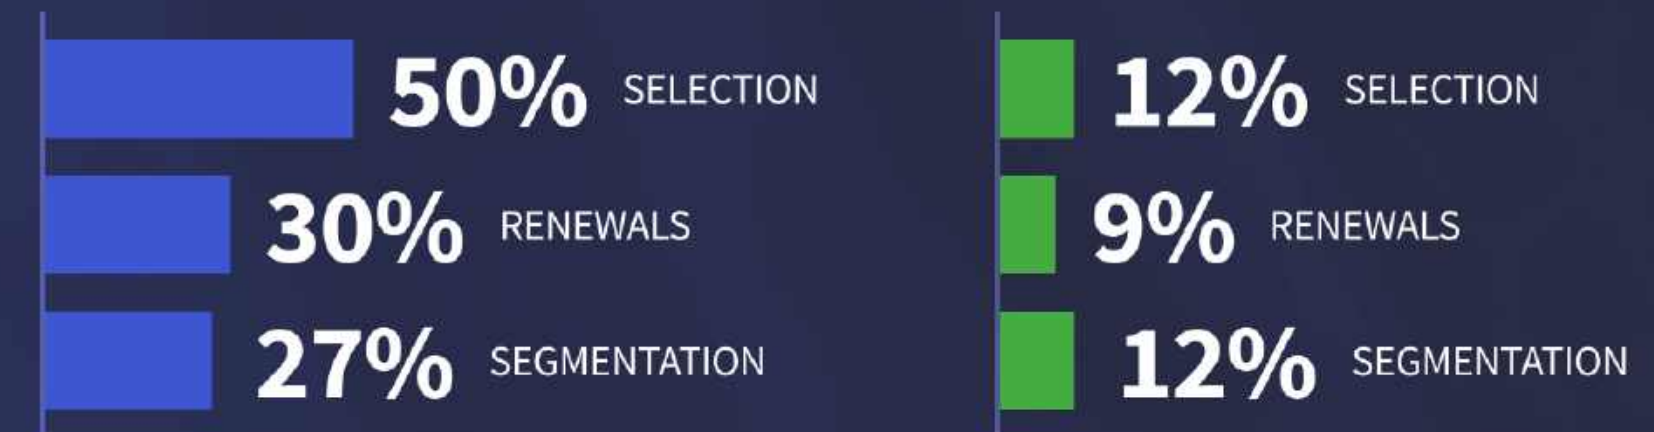 50% SELECTION
30% RENEWALS
27% SEGMENTATION
12% SELECTION
9% RENEWALS
12% SEGMENTATION